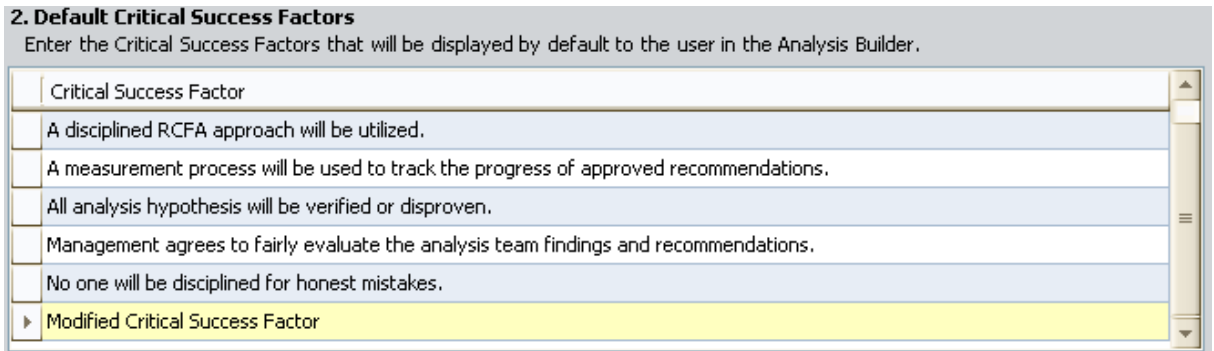 2. Default Critical Success Factors
Enter the Critical Success Factors that will be displayed by default to the user in the Analysis Builder.
Critical Success Factor
A disciplined RCFA approach will be utilized.
A measurement process will be used to track the progress of approved recommendations.
All analysis hypothesis will be verified or disproven.
Management agrees to fairly evaluate the analysis team findings and recommendations.
No one will be disciplined for honest mistakes.
Modified Critical Success Factor